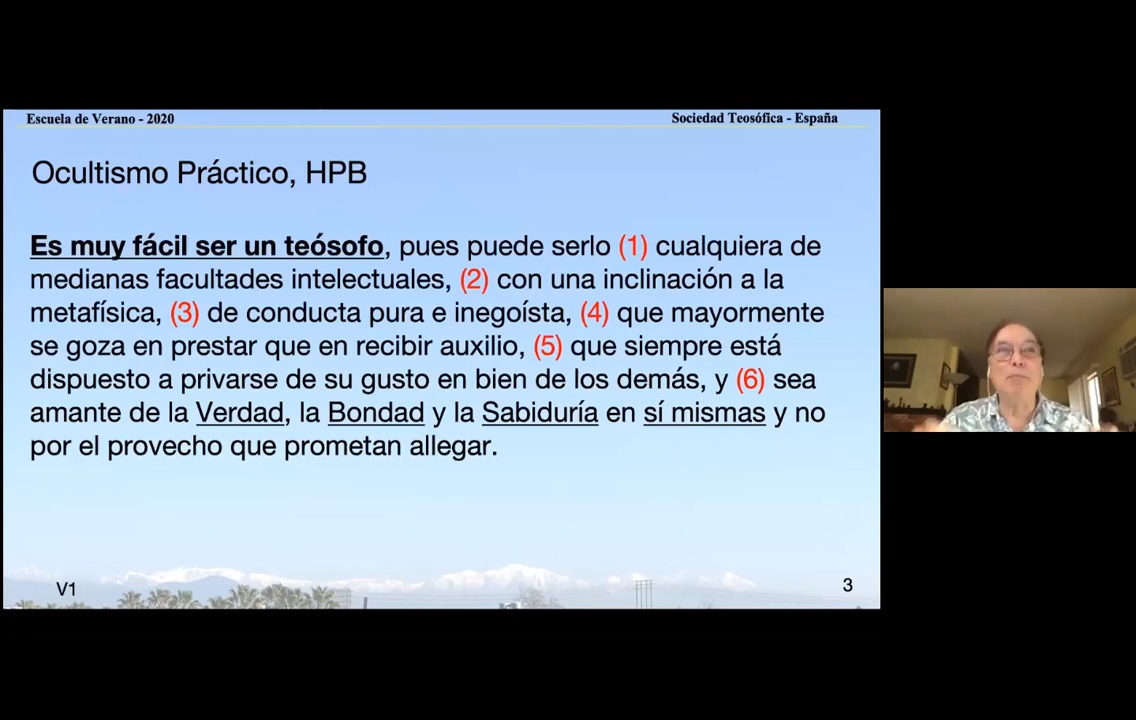 Escuela de Verano - 2020
Sociedad Teosófica - España
Ocultismo Práctico, HPB
Es muy fácil ser un teósofo, pues puede serlo (1) cualquiera de
medianas facultades intelectuales, (2) con una inclinación a la
metafísica, (3) de conducta pura e inegoísta, (4) que mayormente
se goza en prestar que en recibir auxilio, (5) que siempre está
dispuesto a privarse de su gusto en bien de los demás, y (6) sea
amante de la Verdad, la Bondad y la Sabiduría en sí mismas y no
por el provecho que prometan allegar.
V1
3